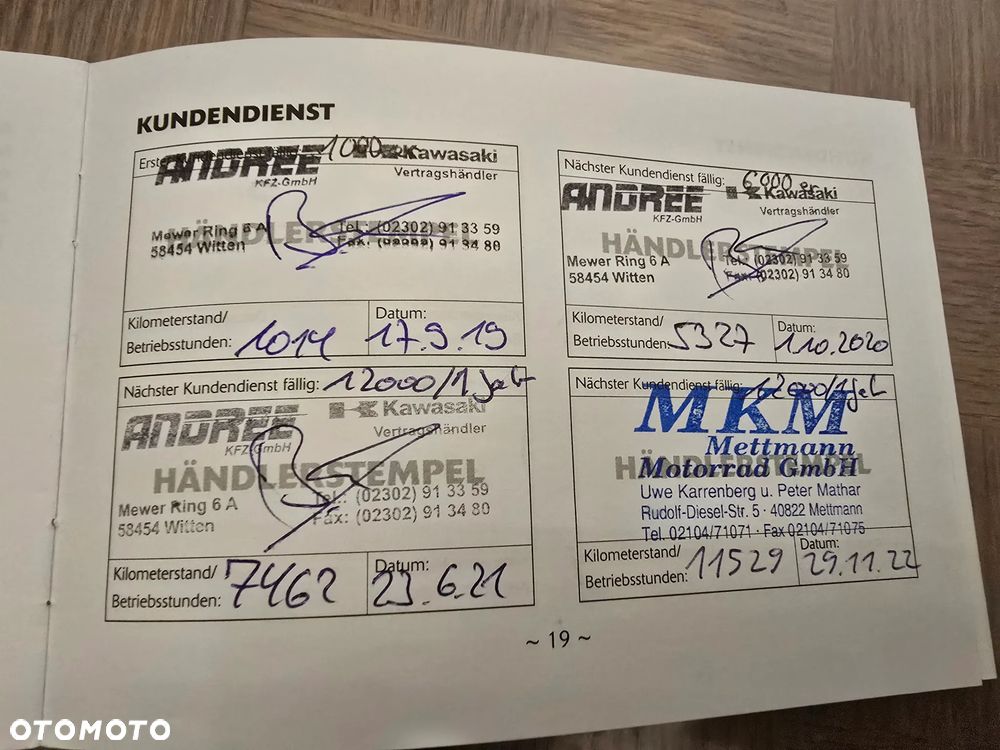 KUNDENDIENST
Erster Kundendienst fällig: 1000
ANDREE Kawasaki
KFZ-GmbH Vertragshändler
HÄNDLERSTEMPEL
Mewer Ring 6 A Tel.: (02302) 91 33 59
58454 Witten Fax: (02302) 91 34 80
Kilometerstand/ Datum:
Betriebsstunden: 1014 17.9.19
Nächster Kundendienst fällig: 6000
ANDREE Kawasaki
KFZ-GmbH Vertragshändler
HÄNDLERSTEMPEL
Mewer Ring 6 A Tel.: (02302) 91 33 59
58454 Witten Fax: (02302) 91 34 80
Kilometerstand/ Datum:
Betriebsstunden: 5327 1.10.2020
Nächster Kundendienst fällig: 12000/1 Jahr
ANDREE Kawasaki
KFZ-GmbH Vertragshändler
HÄNDLERSTEMPEL
Mewer Ring 6 A Tel.: (02302) 91 33 59
58454 Witten Fax: (02302) 91 34 80
Kilometerstand/ Datum:
Betriebsstunden: 7462 23.6.21
Nächster Kundendienst fällig: 12000/1 Jahr
MKM
Mettmann
HÄNDLERSTEMPEL
Motorrad GmbH
Uwe Karrenberg u. Peter Mathar
Rudolf-Diesel-Str. 5 · 40822 Mettmann
Tel. 02104/71071 · Fax 02104/71075
Kilometerstand/ Datum:
Betriebsstunden: 11529 29.11.22
~ 19 ~
OTOMOTO